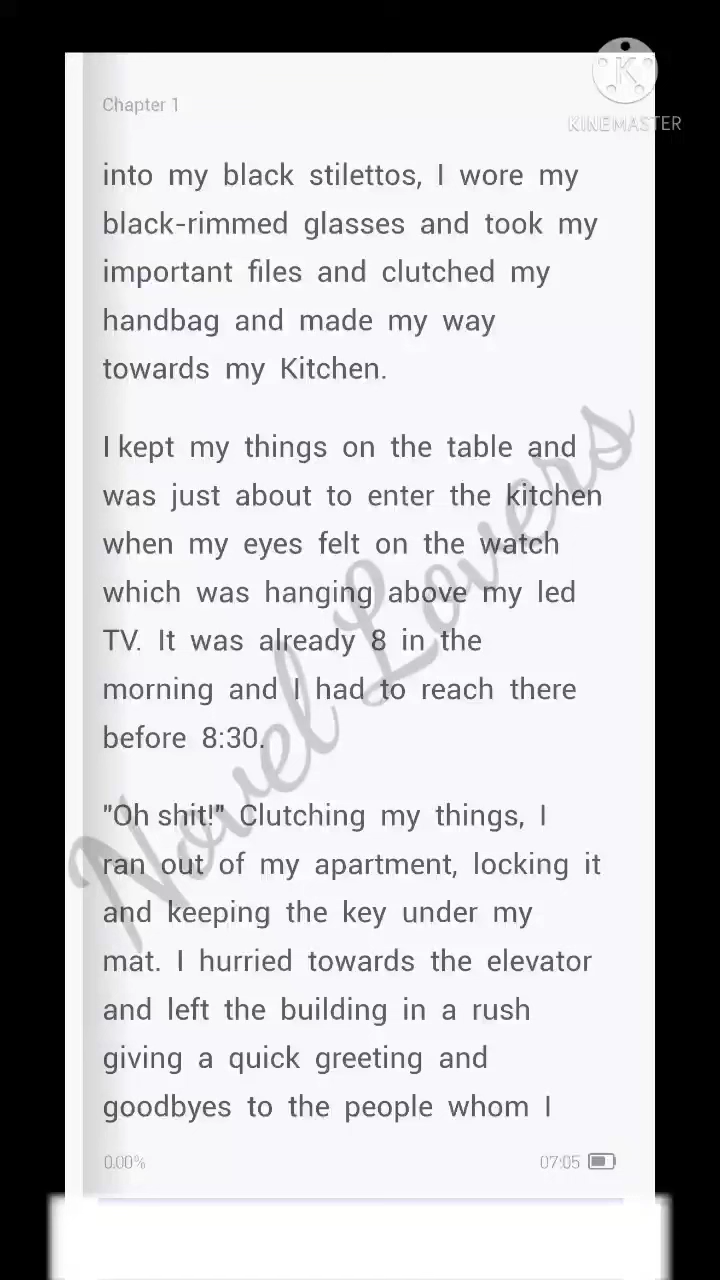 Chapter 1
KINEMASTER
into my black stilettos, I wore my
black-rimmed glasses and took my
important files and clutched my
handbag and made my way
towards my Kitchen.
I kept my things on the table and
was just about to enter the kitchen
when my eyes felt on the watch
which was hanging above my led
TV. It was already 8 in the
morning and I had to reach there
before 8:30.
"Oh shit!" Clutching my things, I
ran out of my apartment, locking it
and keeping the key under my
mat. I hurried towards the elevator
and left the building in a rush
giving a quick greeting and
goodbyes to the people whom I
Novel Lovers
0.00%
07:05